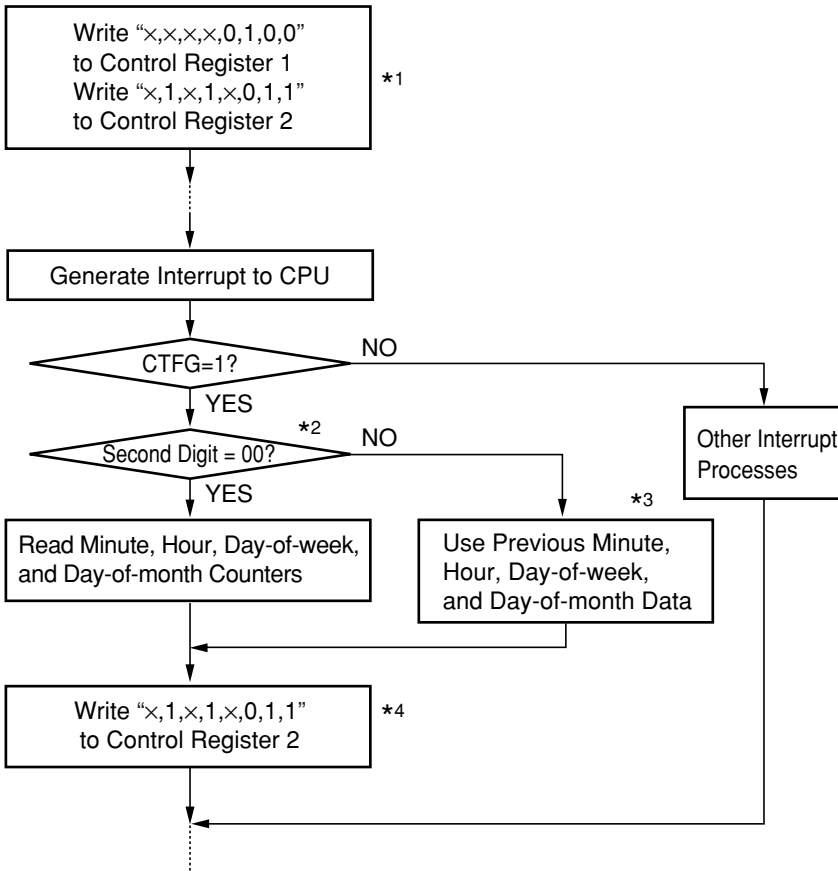 Write “×,×,×,×,0,1,0,0”
to Control Register 1
Write “×,1,×,1,×,0,1,1”
to Control Register 2
*1
Generate Interrupt to CPU
CTFG=1?
NO
YES
*2
Second Digit = 00?
NO
YES
Other Interrupt
Processes
*3
Read Minute, Hour, Day-of-week,
and Day-of-month Counters
Use Previous Minute,
Hour, Day-of-week,
and Day-of-month Data
Write “×,1,×,1,×,0,1,1”
to Control Register 2
*4